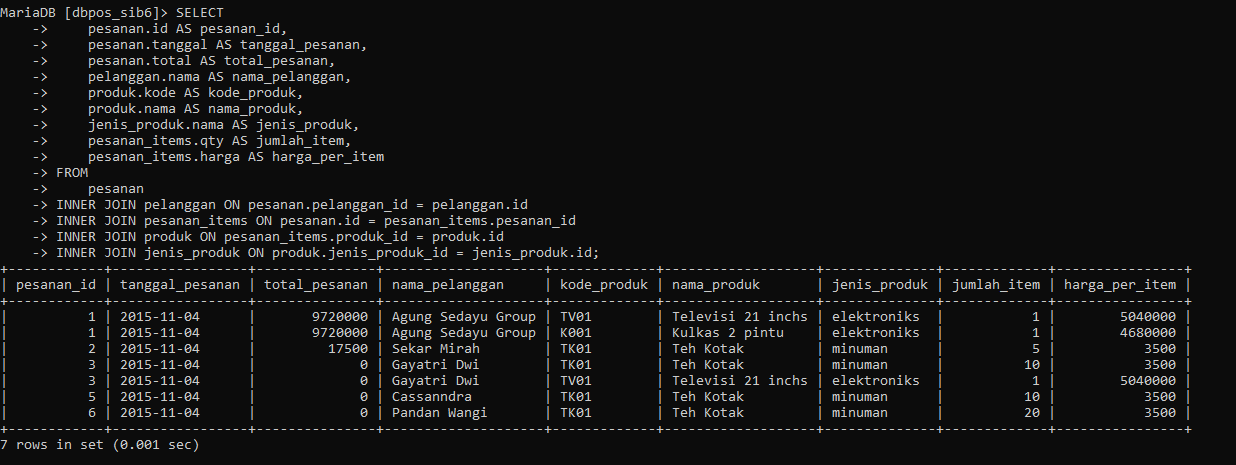 MariaDB [dbpos_sib6]> SELECT
    ->     pesanan.id AS pesanan_id,
    ->     pesanan.tanggal AS tanggal_pesanan,
    ->     pesanan.total AS total_pesanan,
    ->     pelanggan.nama AS nama_pelanggan,
    ->     produk.kode AS kode_produk,
    ->     produk.nama AS nama_produk,
    ->     jenis_produk.nama AS jenis_produk,
    ->     pesanan_items.qty AS jumlah_item,
    ->     pesanan_items.harga AS harga_per_item
    -> FROM
    ->     pesanan
    -> INNER JOIN pelanggan ON pesanan.pelanggan_id = pelanggan.id
    -> INNER JOIN pesanan_items ON pesanan.id = pesanan_items.pesanan_id
    -> INNER JOIN produk ON pesanan_items.produk_id = produk.id
    -> INNER JOIN jenis_produk ON produk.jenis_produk_id = jenis_produk.id;
+------------+-----------------+---------------+--------------------+-------------+-------------------+--------------+-------------+----------------+
| pesanan_id | tanggal_pesanan | total_pesanan | nama_pelanggan     | kode_produk | nama_produk       | jenis_produk | jumlah_item | harga_per_item |
+------------+-----------------+---------------+--------------------+-------------+-------------------+--------------+-------------+----------------+
|          1 | 2015-11-04      |       9720000 | Agung Sedayu Group | TV01        | Televisi 21 inchs | elektroniks  |           1 |        5040000 |
|          1 | 2015-11-04      |       9720000 | Agung Sedayu Group | K001        | Kulkas 2 pintu    | elektroniks  |           1 |        4680000 |
|          2 | 2015-11-04      |         17500 | Sekar Mirah        | TK01        | Teh Kotak         | minuman      |           5 |           3500 |
|          3 | 2015-11-04      |             0 | Gayatri Dwi        | TK01        | Teh Kotak         | minuman      |          10 |           3500 |
|          3 | 2015-11-04      |             0 | Gayatri Dwi        | TV01        | Televisi 21 inchs | elektroniks  |           1 |        5040000 |
|          5 | 2015-11-04      |             0 | Cassanndra         | TK01        | Teh Kotak         | minuman      |          10 |           3500 |
|          6 | 2015-11-04      |             0 | Pandan Wangi       | TK01        | Teh Kotak         | minuman      |          20 |           3500 |
+------------+-----------------+---------------+--------------------+-------------+-------------------+--------------+-------------+----------------+
7 rows in set (0.001 sec)